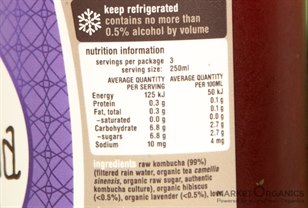 keep refrigerated
contains no more than
0.5% alcohol by volume
nutrition information
servings per package 3
serving size: 250ml
AVERAGE QUANTITY AVERAGE QUANTITY
PER SERVING PER 100ML
Energy 125 kJ 50 kJ
Protein 0.3 g 0.1 g
Fat, total 0.3 g 0.1 g
-saturated 0.0 g 0.0 g
Carbohydrate 6.8 g 2.7 g
-sugars 6.8 g 2.7 g
Sodium 10 mg 4 mg
ingredients raw kombucha (99%)
(filtered rain water, organic tea camellia
sinensis, organic raw sugar, authentic
kombucha culture), organic hibiscus
(<0.5%), organic lavender (<0.5%).
MARKET ORGANICS